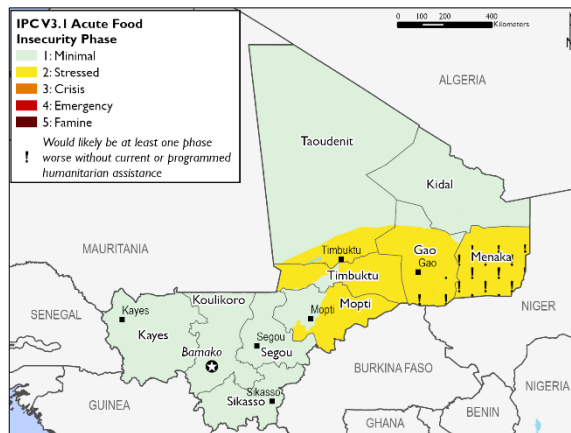 IPC V3.1 Acute Food
Insecurity Phase
1: Minimal
2: Stressed
3: Crisis
4: Emergency
5: Famine
! Would likely be at least one phase
worse without current or programmed
humanitarian assistance
0 50 100 200 300 400
Kilometers
ALGERIA
Taoudenit
Kidal
MAURITANIA
Timbuktu
Gao
Gao
Menaka
Timbuktu
Mopti
Mopti
NIGER
Koulikoro
SENEGAL
Kayes
Kayes
Segou
Segou
Bamako
BURKINA FASO
Sikasso
Sikasso
GUINEA
NIGERIA
BENIN
GHANA